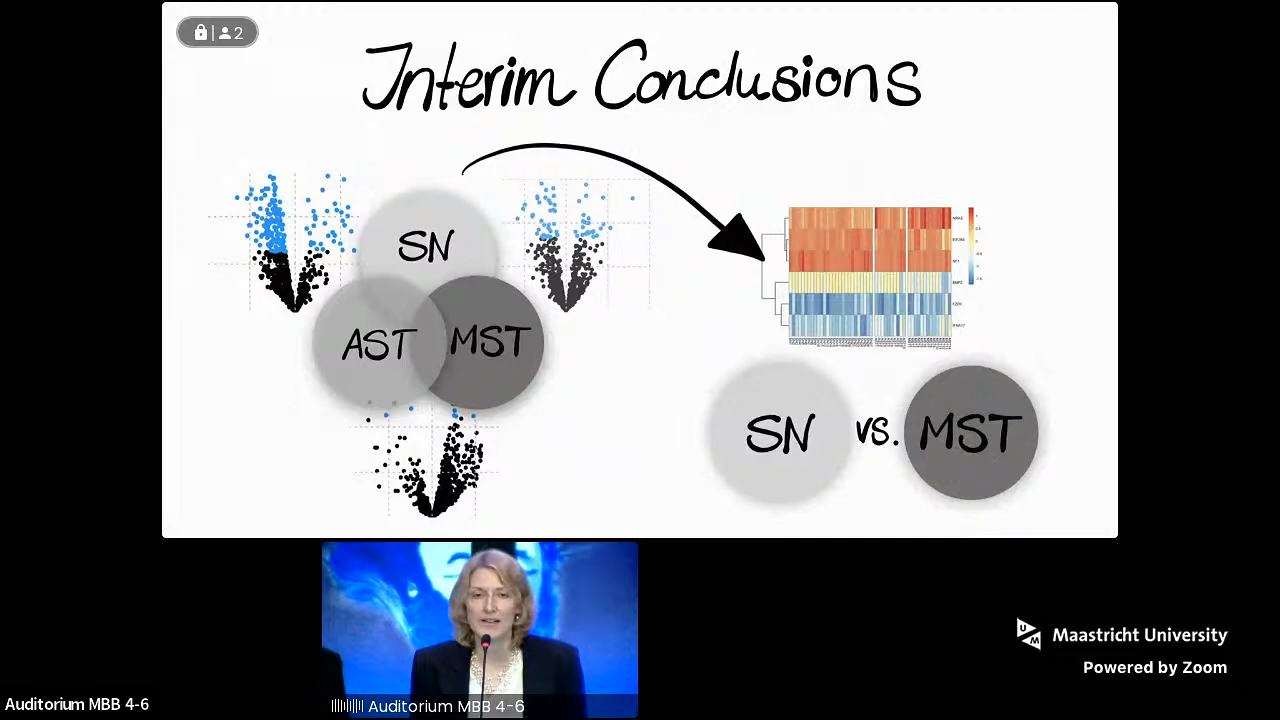 2
Interim Conclusions
SN
AST MST
SN vs. MST
UM
Maastricht University
Powered by Zoom
Auditorium MBB 4-6
Auditorium MBB 4-6